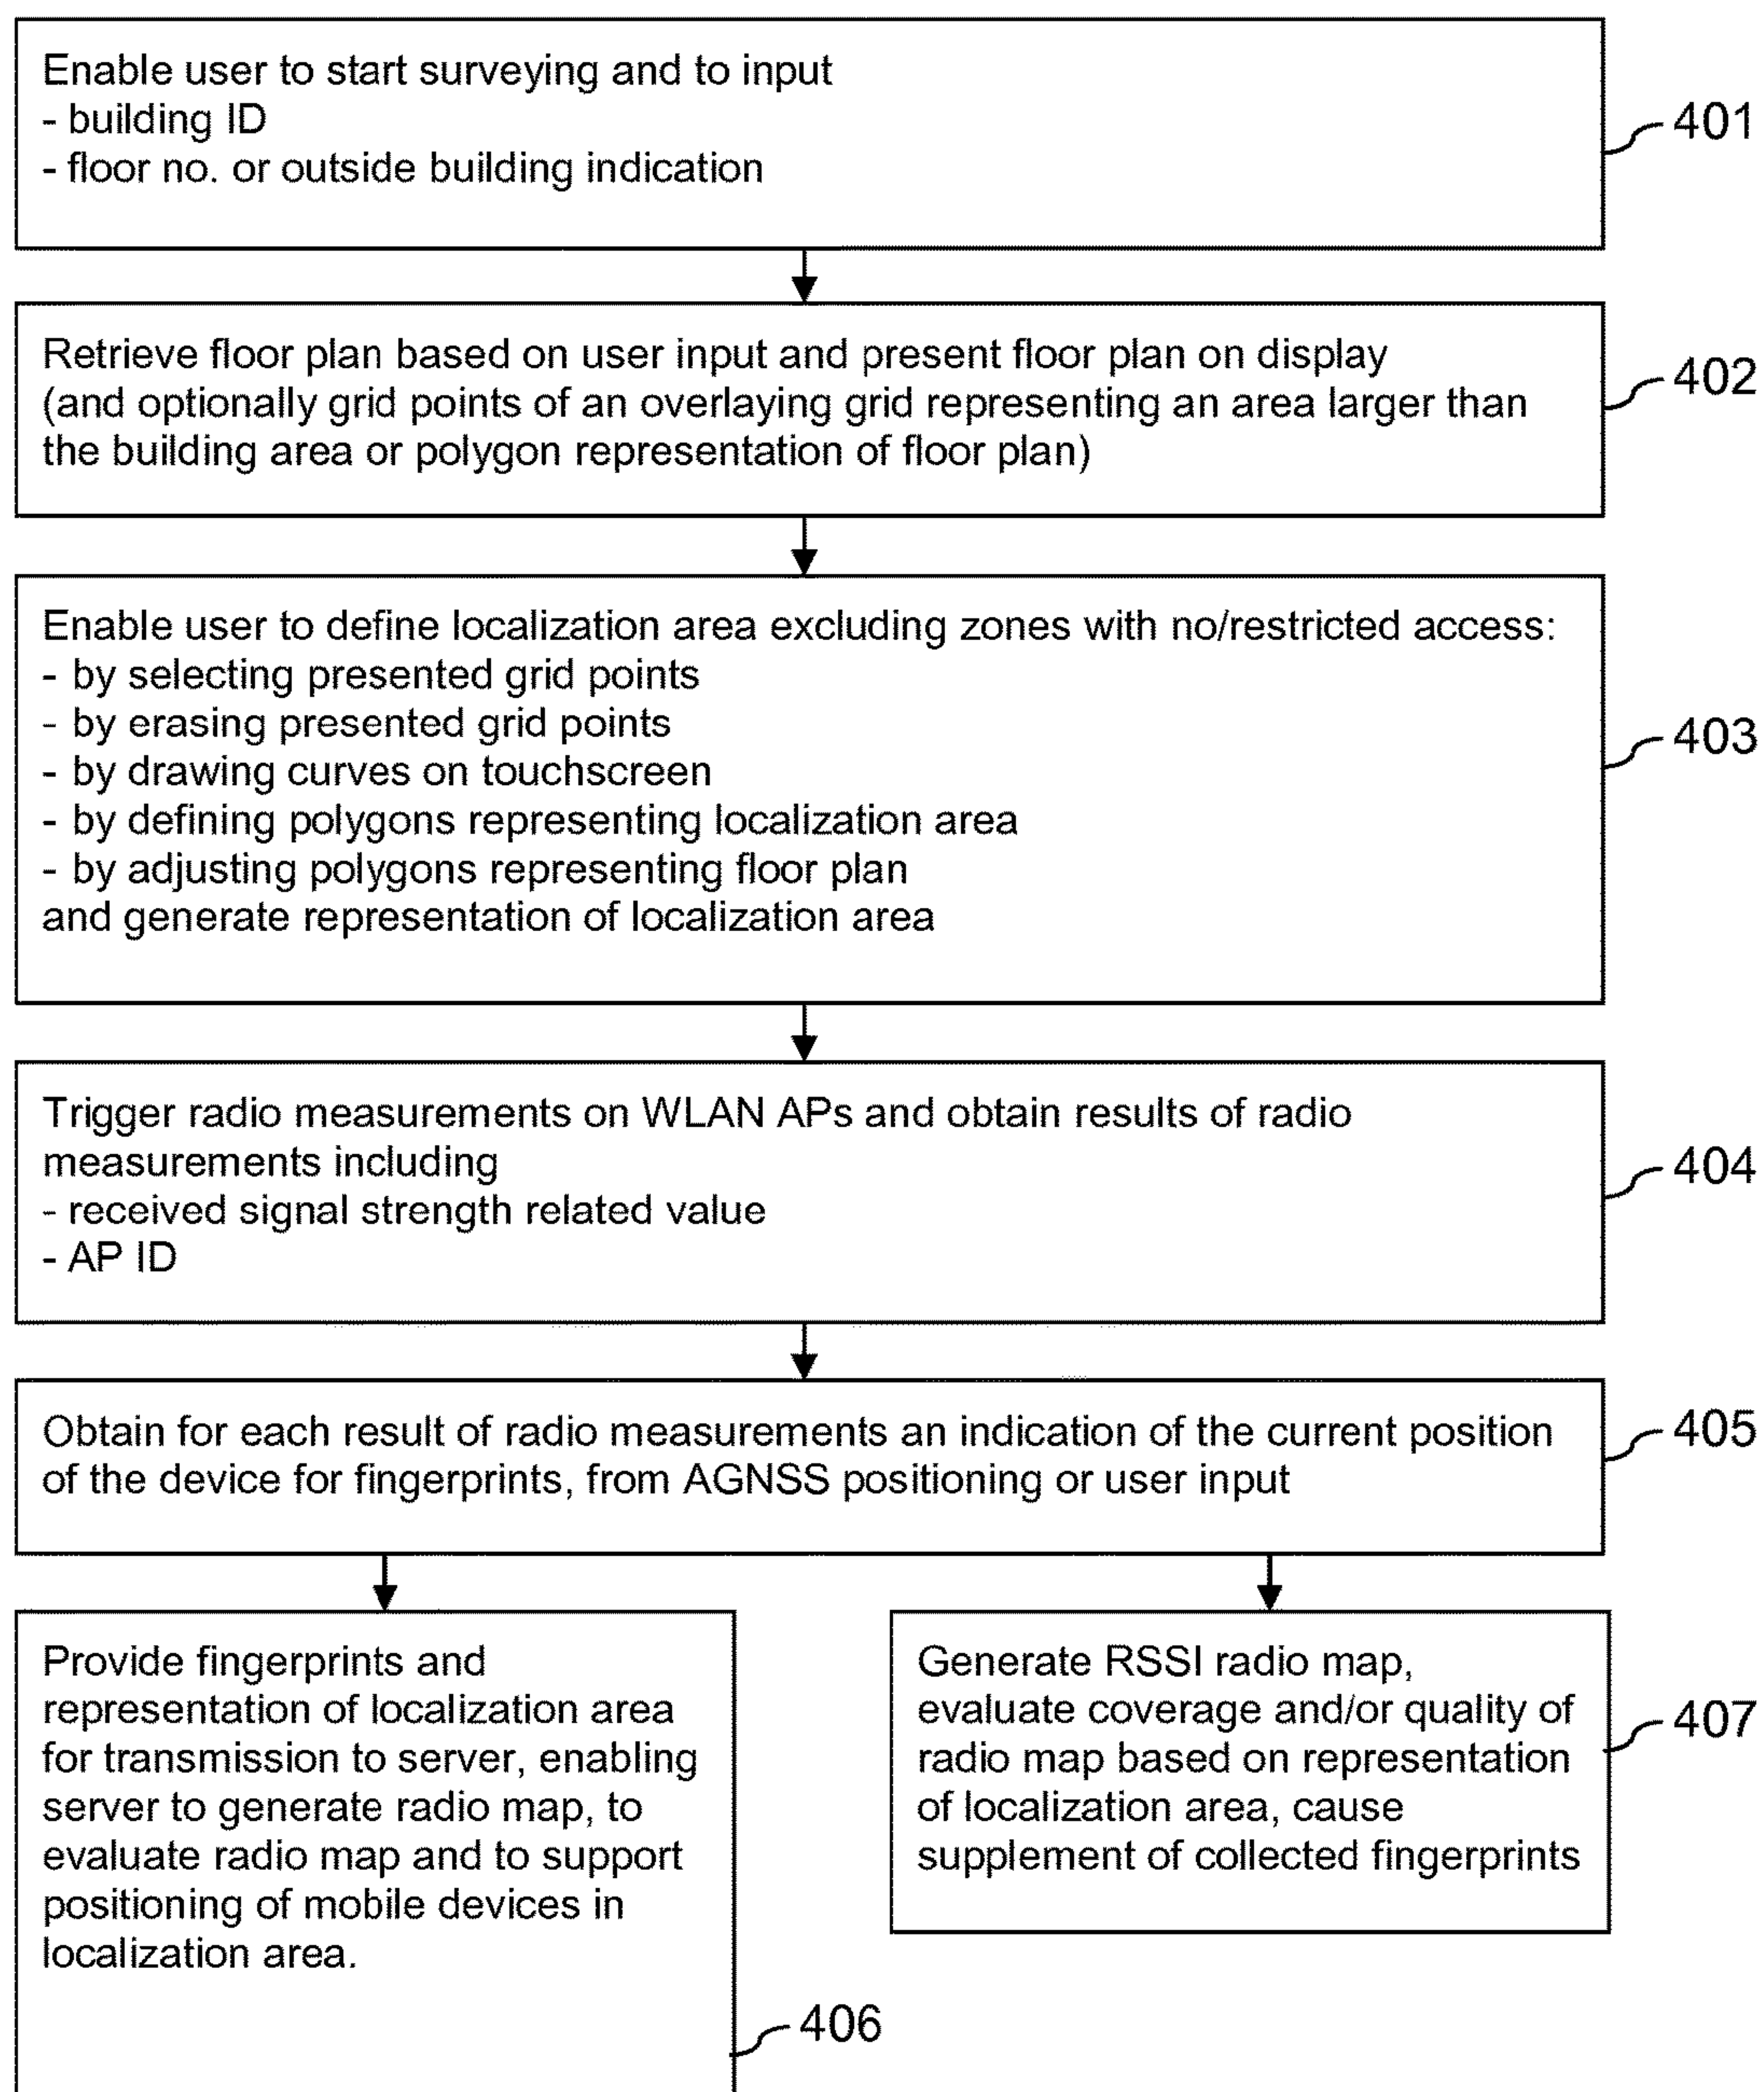 Enable user to start surveying and to input
- building ID
- floor no. or outside building indication
401
Retrieve floor plan based on user input and present floor plan on display
(and optionally grid points of an overlaying grid representing an area larger than
the building area or polygon representation of floor plan)
402
Enable user to define localization area excluding zones with no/restricted access:
- by selecting presented grid points
- by erasing presented grid points
- by drawing curves on touchscreen
- by defining polygons representing localization area
- by adjusting polygons representing floor plan
and generate representation of localization area
403
Trigger radio measurements on WLAN APs and obtain results of radio
measurements including
- received signal strength related value
- AP ID
404
Obtain for each result of radio measurements an indication of the current position
of the device for fingerprints, from AGNSS positioning or user input
405
Provide fingerprints and
representation of localization area
for transmission to server, enabling
server to generate radio map, to
evaluate radio map and to support
positioning of mobile devices in
localization area.
406
Generate RSSI radio map,
evaluate coverage and/or quality of
radio map based on representation
of localization area, cause
supplement of collected fingerprints
407